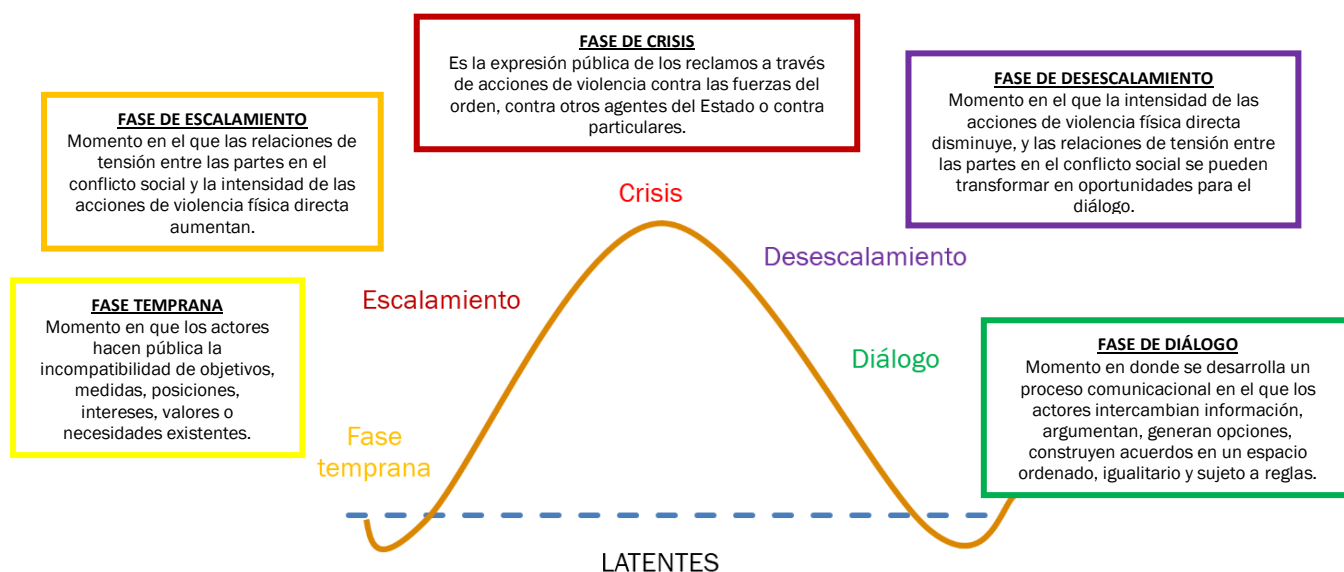 FASE DE CRISIS
Es la expresión pública de los reclamos a través
de acciones de violencia contra las fuerzas del
orden, contra otros agentes del Estado o contra
particulares.
FASE DE ESCALAMIENTO
Momento en el que las relaciones de
tensión entre las partes en el
conflicto social y la intensidad de las
acciones de violencia física directa
aumentan.
FASE DE DESESCALAMIENTO
Momento en el que la intensidad de las
acciones de violencia física directa
disminuye, y las relaciones de tensión entre
las partes en el conflicto social se pueden
transformar en oportunidades para el
diálogo.
Crisis
Desescalamiento
Escalamiento
FASE TEMPRANA
Momento en que los actores
hacen pública la
incompatibilidad de objetivos,
medidas, posiciones,
intereses, valores o
necesidades existentes.
Diálogo
FASE DE DIÁLOGO
Momento en donde se desarrolla un
proceso comunicacional en el que los
actores intercambian información,
argumentan, generan opciones,
construyen acuerdos en un espacio
ordenado, igualitario y sujeto a reglas.
Fase
temprana
LATENTES